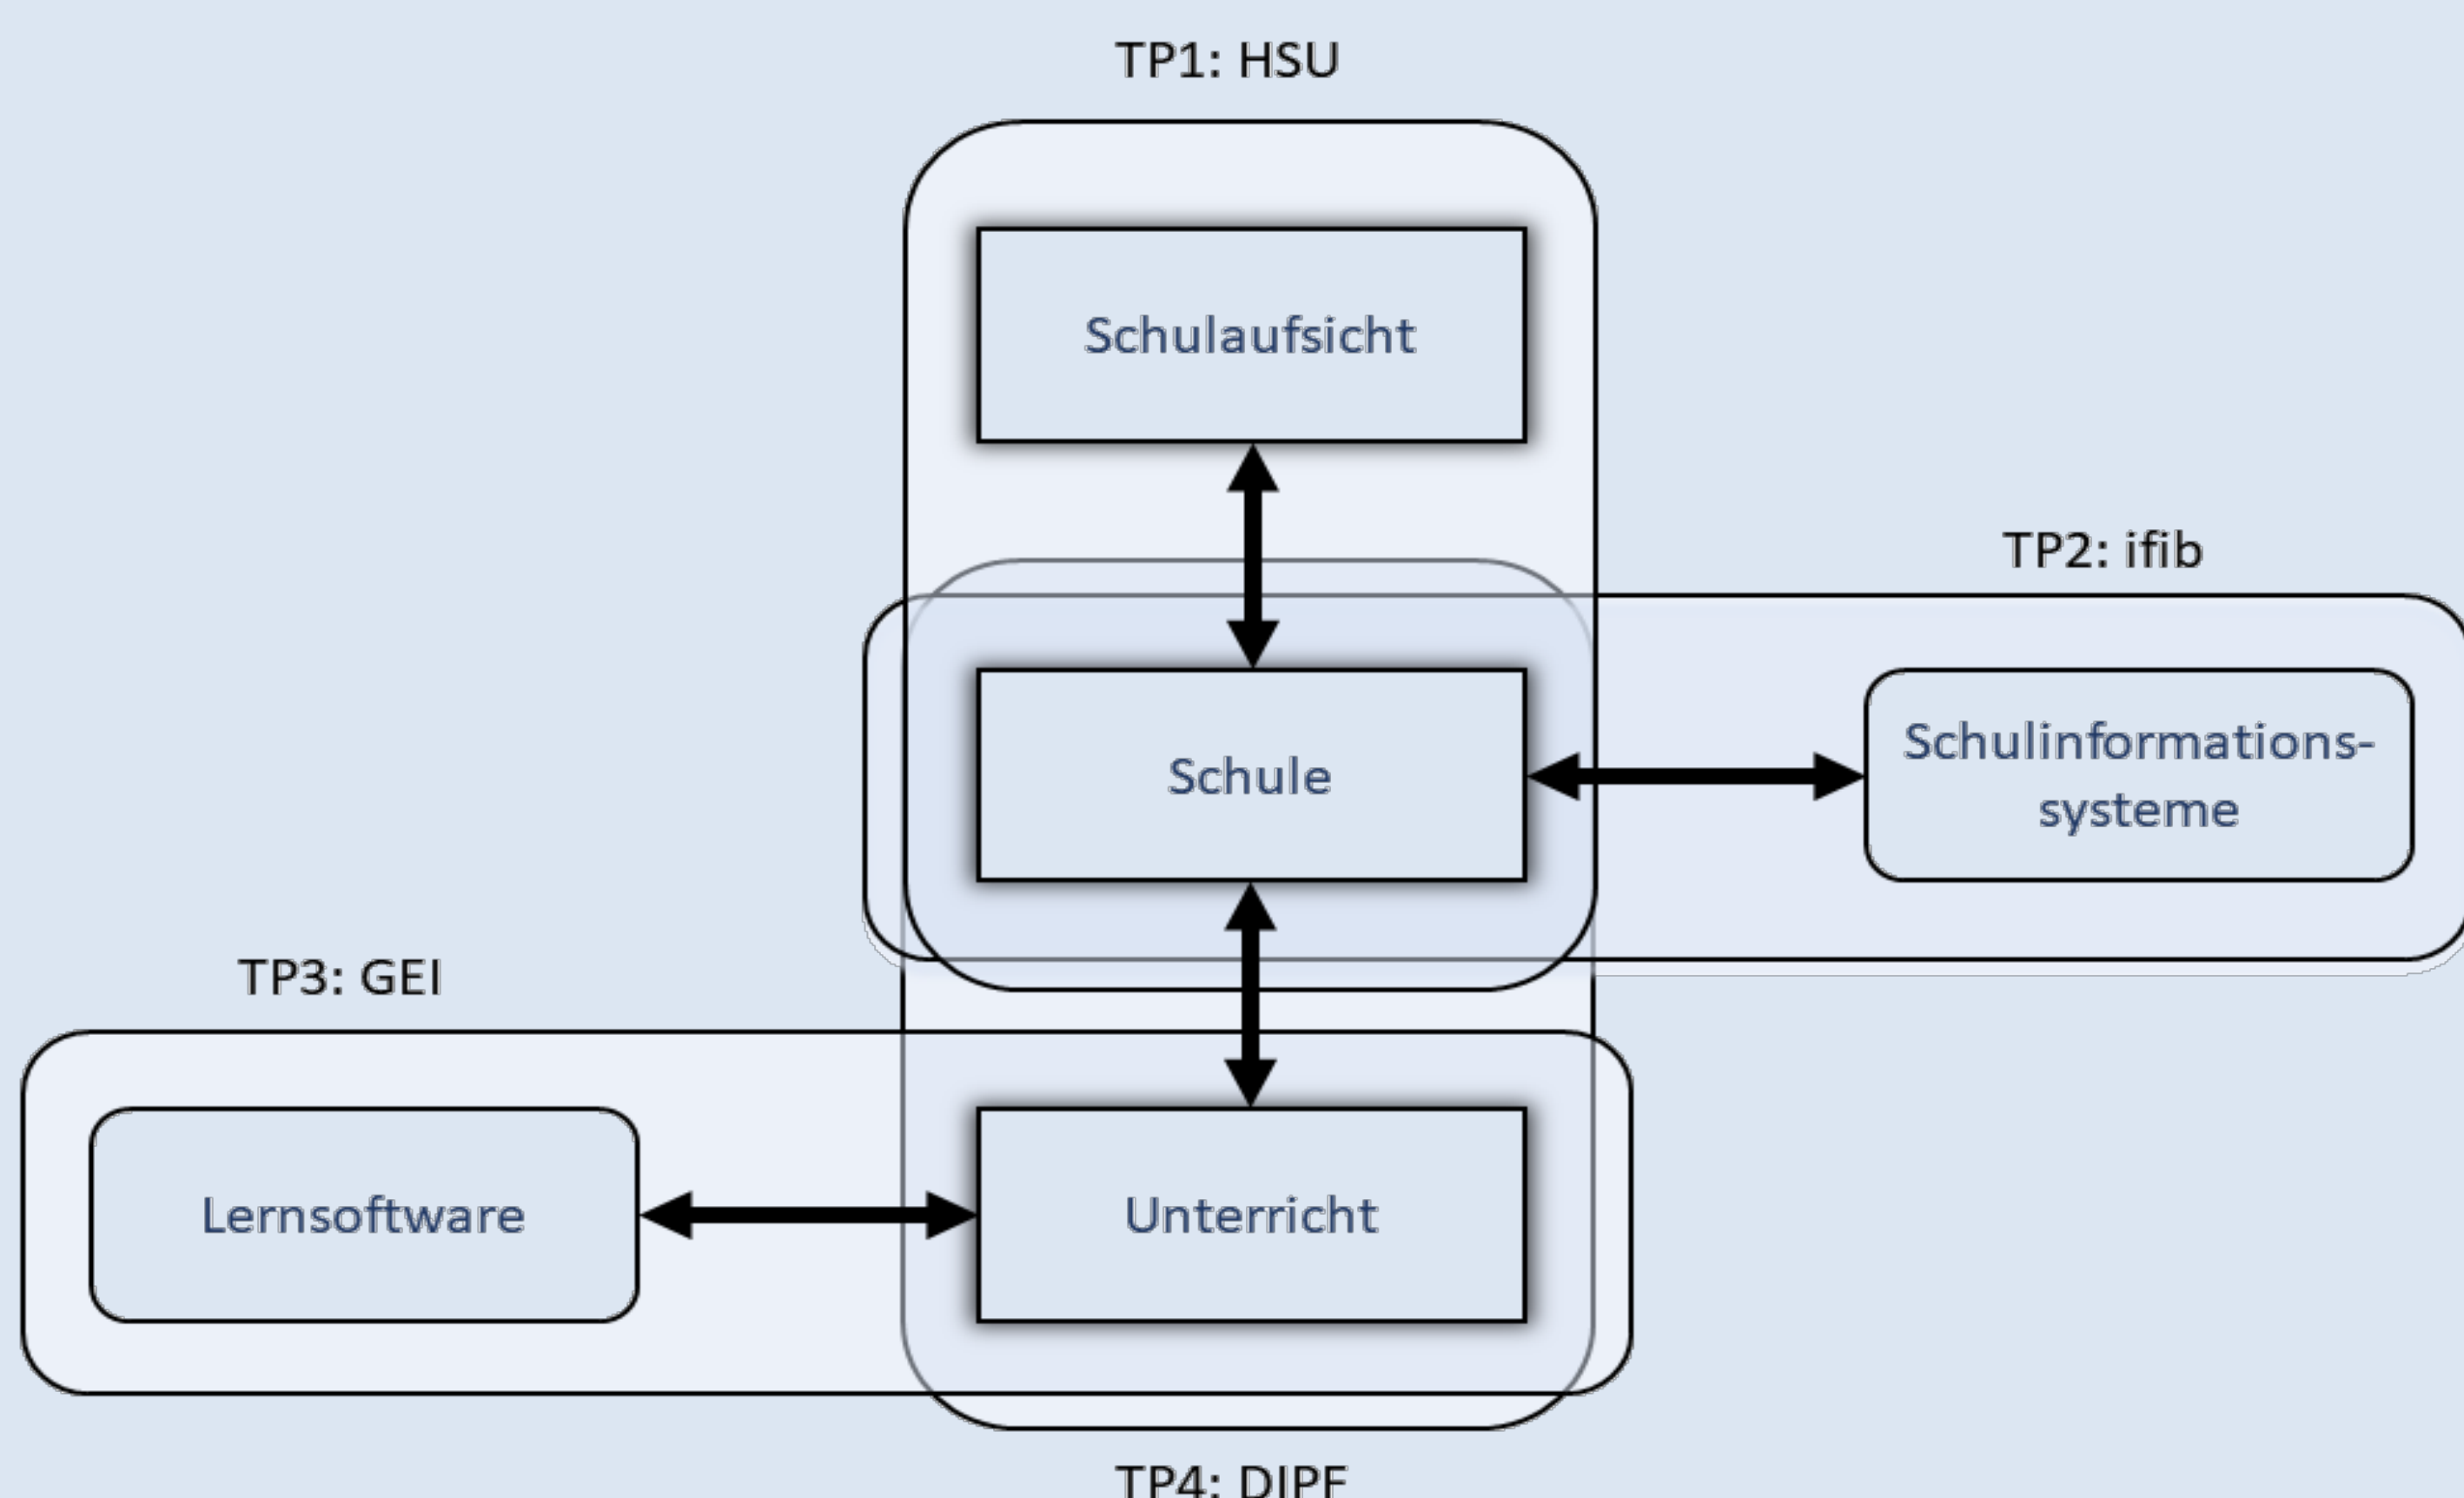 TP1: HSU
Schulaufsicht
TP2: ifib
Schule
Schulinformations-
systeme
TP3: GEI
Lernsoftware
Unterricht
TP4: DIPF